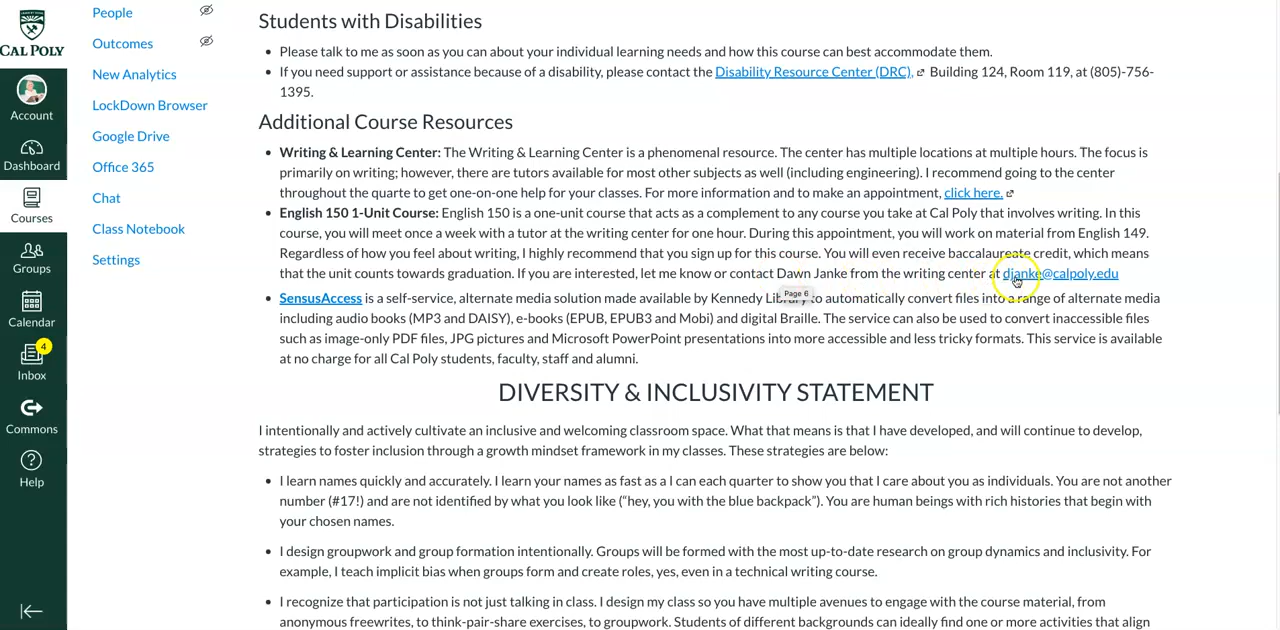 CAL POLY
Account
Dashboard
Courses
Groups
Calendar
4
Inbox
Commons
Help
People
Outcomes
New Analytics
LockDown Browser
Google Drive
Office 365
Chat
Class Notebook
Settings
Students with Disabilities
Please talk to me as soon as you can about your individual learning needs and how this course can best accommodate them.
If you need support or assistance because of a disability, please contact the Disability Resource Center (DRC), Building 124, Room 119, at (805)-756-
1395.
Additional Course Resources
Writing & Learning Center: The Writing & Learning Center is a phenomenal resource. The center has multiple locations at multiple hours. The focus is
primarily on writing; however, there are tutors available for most other subjects as well (including engineering). I recommend going to the center
throughout the quarte to get one-on-one help for your classes. For more information and to make an appointment, click here.
English 150 1-Unit Course: English 150 is a one-unit course that acts as a complement to any course you take at Cal Poly that involves writing. In this
course, you will meet once a week with a tutor at the writing center for one hour. During this appointment, you will work on material from English 149.
Regardless of how you feel about writing, I highly recommend that you sign up for this course. You will even receive baccalaureate credit, which means
that the unit counts towards graduation. If you are interested, let me know or contact Dawn Janke from the writing center at djanke@calpoly.edu
Page 6
SensusAccess is a self-service, alternate media solution made available by Kennedy Library to automatically convert files into a range of alternate media
including audio books (MP3 and DAISY), e-books (EPUB, EPUB3 and Mobi) and digital Braille. The service can also be used to convert inaccessible files
such as image-only PDF files, JPG pictures and Microsoft PowerPoint presentations into more accessible and less tricky formats. This service is available
at no charge for all Cal Poly students, faculty, staff and alumni.
DIVERSITY & INCLUSIVITY STATEMENT
I intentionally and actively cultivate an inclusive and welcoming classroom space. What that means is that I have developed, and will continue to develop,
strategies to foster inclusion through a growth mindset framework in my classes. These strategies are below:
I learn names quickly and accurately. I learn your names as fast as a I can each quarter to show you that I care about you as individuals. You are not another
number (#17!) and are not identified by what you look like (“hey, you with the blue backpack”). You are human beings with rich histories that begin with
your chosen names.
I design groupwork and group formation intentionally. Groups will be formed with the most up-to-date research on group dynamics and inclusivity. For
example, I teach implicit bias when groups form and create roles, yes, even in a technical writing course.
I recognize that participation is not just talking in class. I design my class so you have multiple avenues to engage with the course material, from
anonymous freewrites, to think-pair-share exercises, to groupwork. Students of different backgrounds can ideally find one or more activities that align